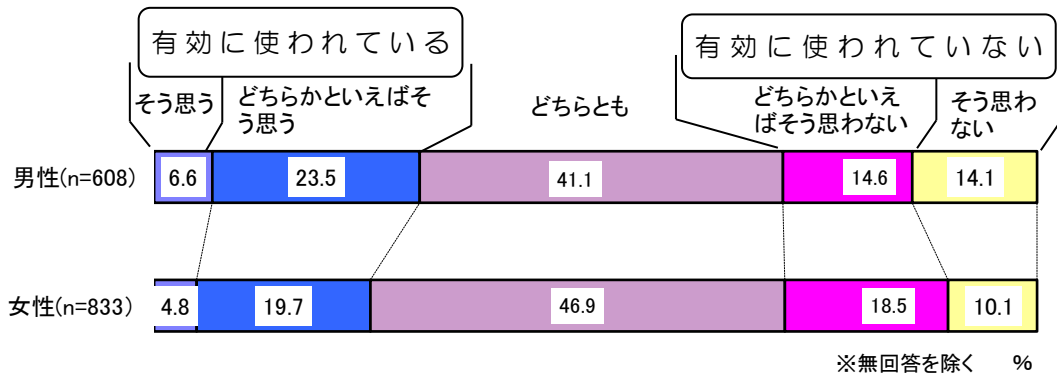 有効に使われている
有効に使われていない
そう思う
どちらかといえばそ
う思う
どちらとも
どちらかといえ
ばそう思わない
そう思わ
ない
男性(n=608)
6.6
23.5
41.1
14.6
14.1
女性(n=833)
4.8
19.7
46.9
18.5
10.1
※無回答を除く %